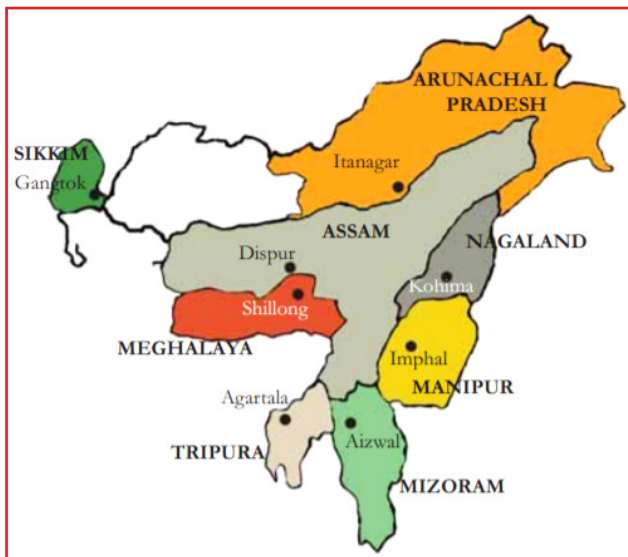 ARUNACHAL
PRADESH
SIKKIM
Gangtok
Itanagar
ASSAM
NAGALAND
Dispur
Kohima
Shillong
MEGHALAYA
Imphal
MANIPUR
Agartala
Aizwal
TRIPURA
MIZORAM